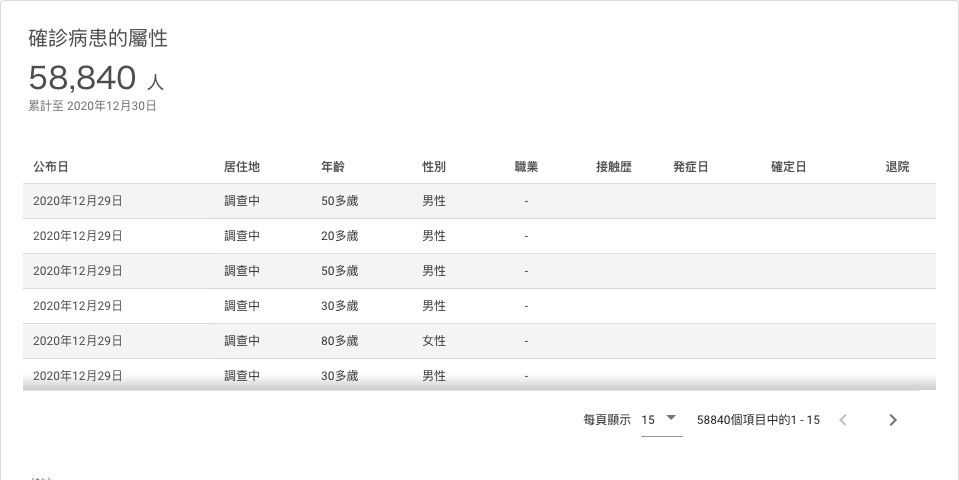 確診病患的屬性
58,840 人
累計至 2020年12月30日
公布日 居住地 年齡 性別 職業 接触歴 発症日 確定日 退院
2020年12月29日 調查中 50多歲 男性 -
2020年12月29日 調查中 20多歲 男性 -
2020年12月29日 調查中 50多歲 男性 -
2020年12月29日 調查中 30多歲 男性 -
2020年12月29日 調查中 80多歲 女性 -
2020年12月29日 調查中 30多歲 男性 -
每頁顯示 15 58840個項目中的1 - 15